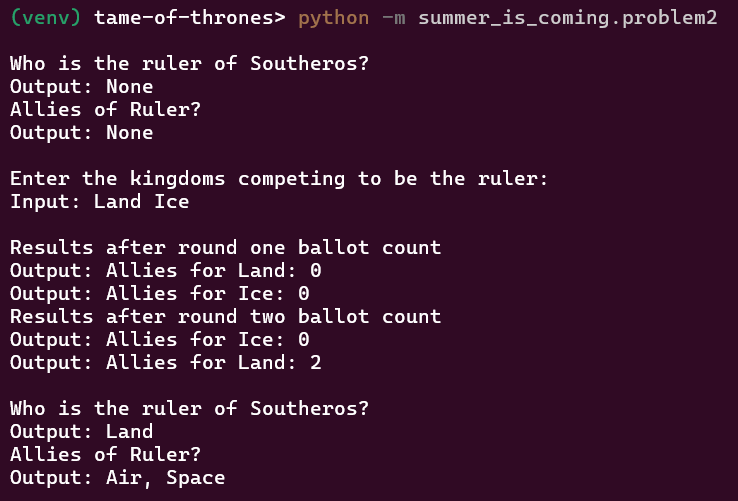 (venv) tame-of-thrones> python -m summer_is_coming.problem2
Who is the ruler of Southeros?
Output: None
Allies of Ruler?
Output: None
Enter the kingdoms competing to be the ruler:
Input: Land Ice
Results after round one ballot count
Output: Allies for Land: 0
Output: Allies for Ice: 0
Results after round two ballot count
Output: Allies for Ice: 0
Output: Allies for Land: 2
Who is the ruler of Southeros?
Output: Land
Allies of Ruler?
Output: Air, Space